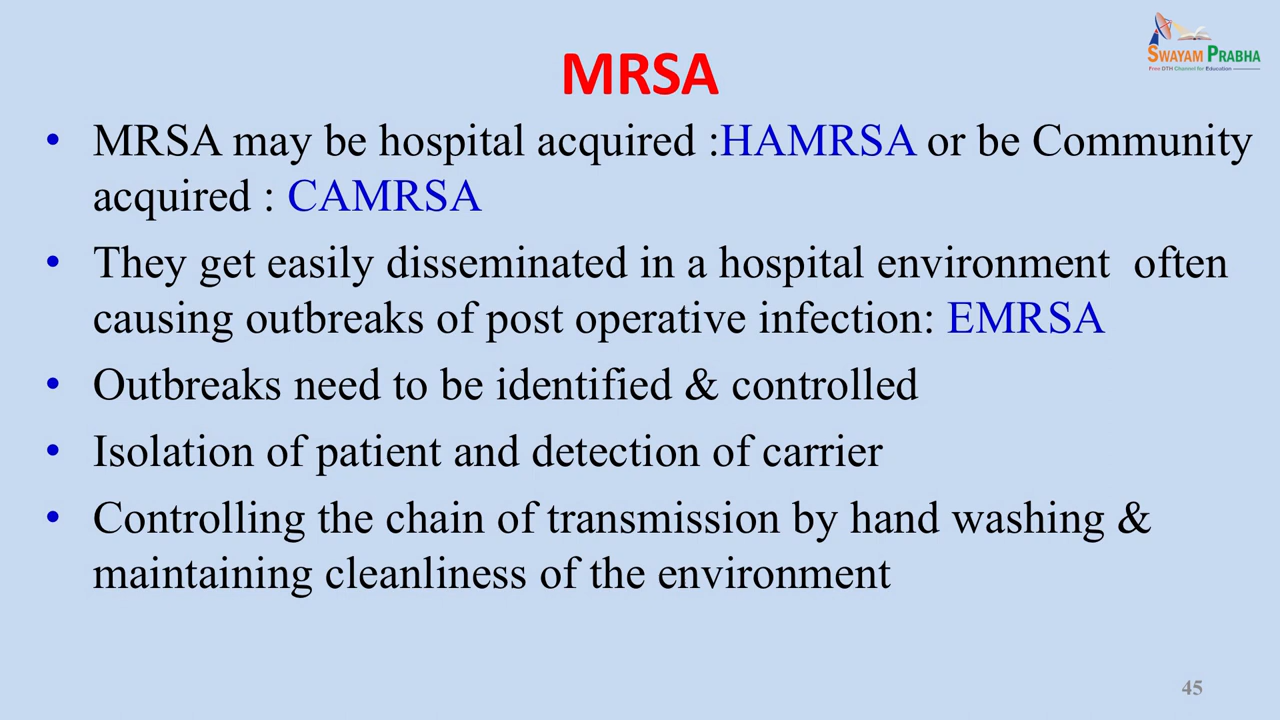 SWAYAM PRABHA
Free DTH Channel for Education
MRSA
• MRSA may be hospital acquired :HAMRSA or be Community
acquired : CAMRSA
• They get easily disseminated in a hospital environment often
causing outbreaks of post operative infection: EMRSA
• Outbreaks need to be identified & controlled
• Isolation of patient and detection of carrier
• Controlling the chain of transmission by hand washing &
maintaining cleanliness of the environment
45